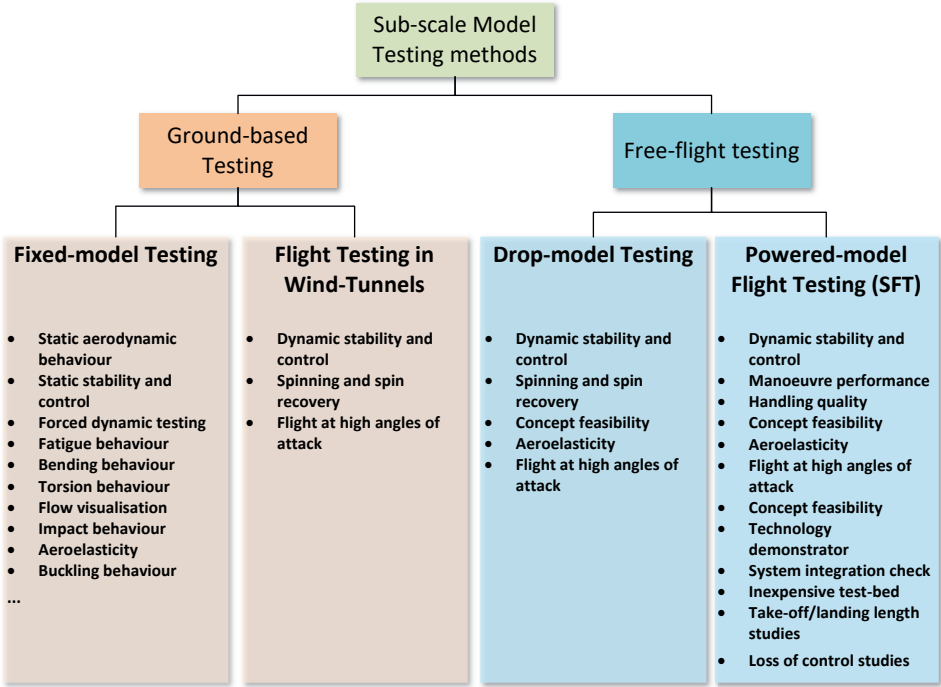 Sub-scale Model
Testing methods
Ground-based
Testing
Free-flight testing
Fixed-model Testing
• Static aerodynamic
behaviour
• Static stability and
control
• Forced dynamic testing
• Fatigue behaviour
• Bending behaviour
• Torsion behaviour
• Flow visualisation
• Impact behaviour
• Aeroelasticity
• Buckling behaviour
...
Flight Testing in
Wind-Tunnels
• Dynamic stability and
control
• Spinning and spin
recovery
• Flight at high angles of
attack
Drop-model Testing
• Dynamic stability and
control
• Spinning and spin
recovery
• Concept feasibility
• Aeroelasticity
• Flight at high angles of
attack
Powered-model
Flight Testing (SFT)
• Dynamic stability and
control
• Manoeuvre performance
• Handling quality
• Concept feasibility
• Aeroelasticity
• Flight at high angles of
attack
• Concept feasibility
• Technology
demonstrator
• System integration check
• Inexpensive test-bed
• Take-off/landing length
studies
• Loss of control studies